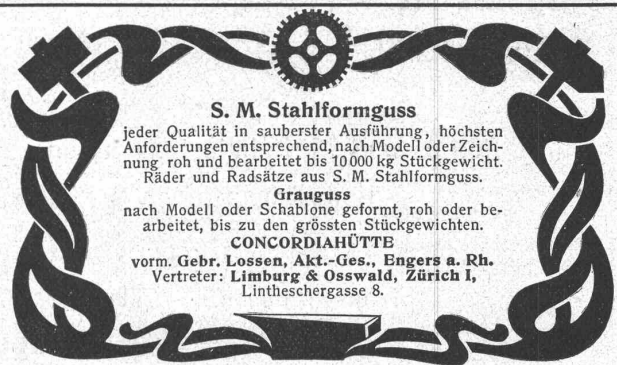 S. M. Stahlformguss
jeder Qualität in sauberster Ausführung, höchsten
Anforderungen entsprechend, nach Modell oder Zeich-
nung roh und bearbeitet bis 10000 kg Stückgewicht.
Räder und Radsätze aus S. M. Stahlformguss.
Grauguss
nach Modell oder Schablone geformt, roh oder be-
arbeitet, bis zu den grössten Stückgewichten.
CONCORDIAHÜTTE
vorm. Gebr. Lossen, Akt.-Ges., Engers a. Rh.
Vertreter: Limburg & Osswald, Zürich I,
Lintheschergasse 8.